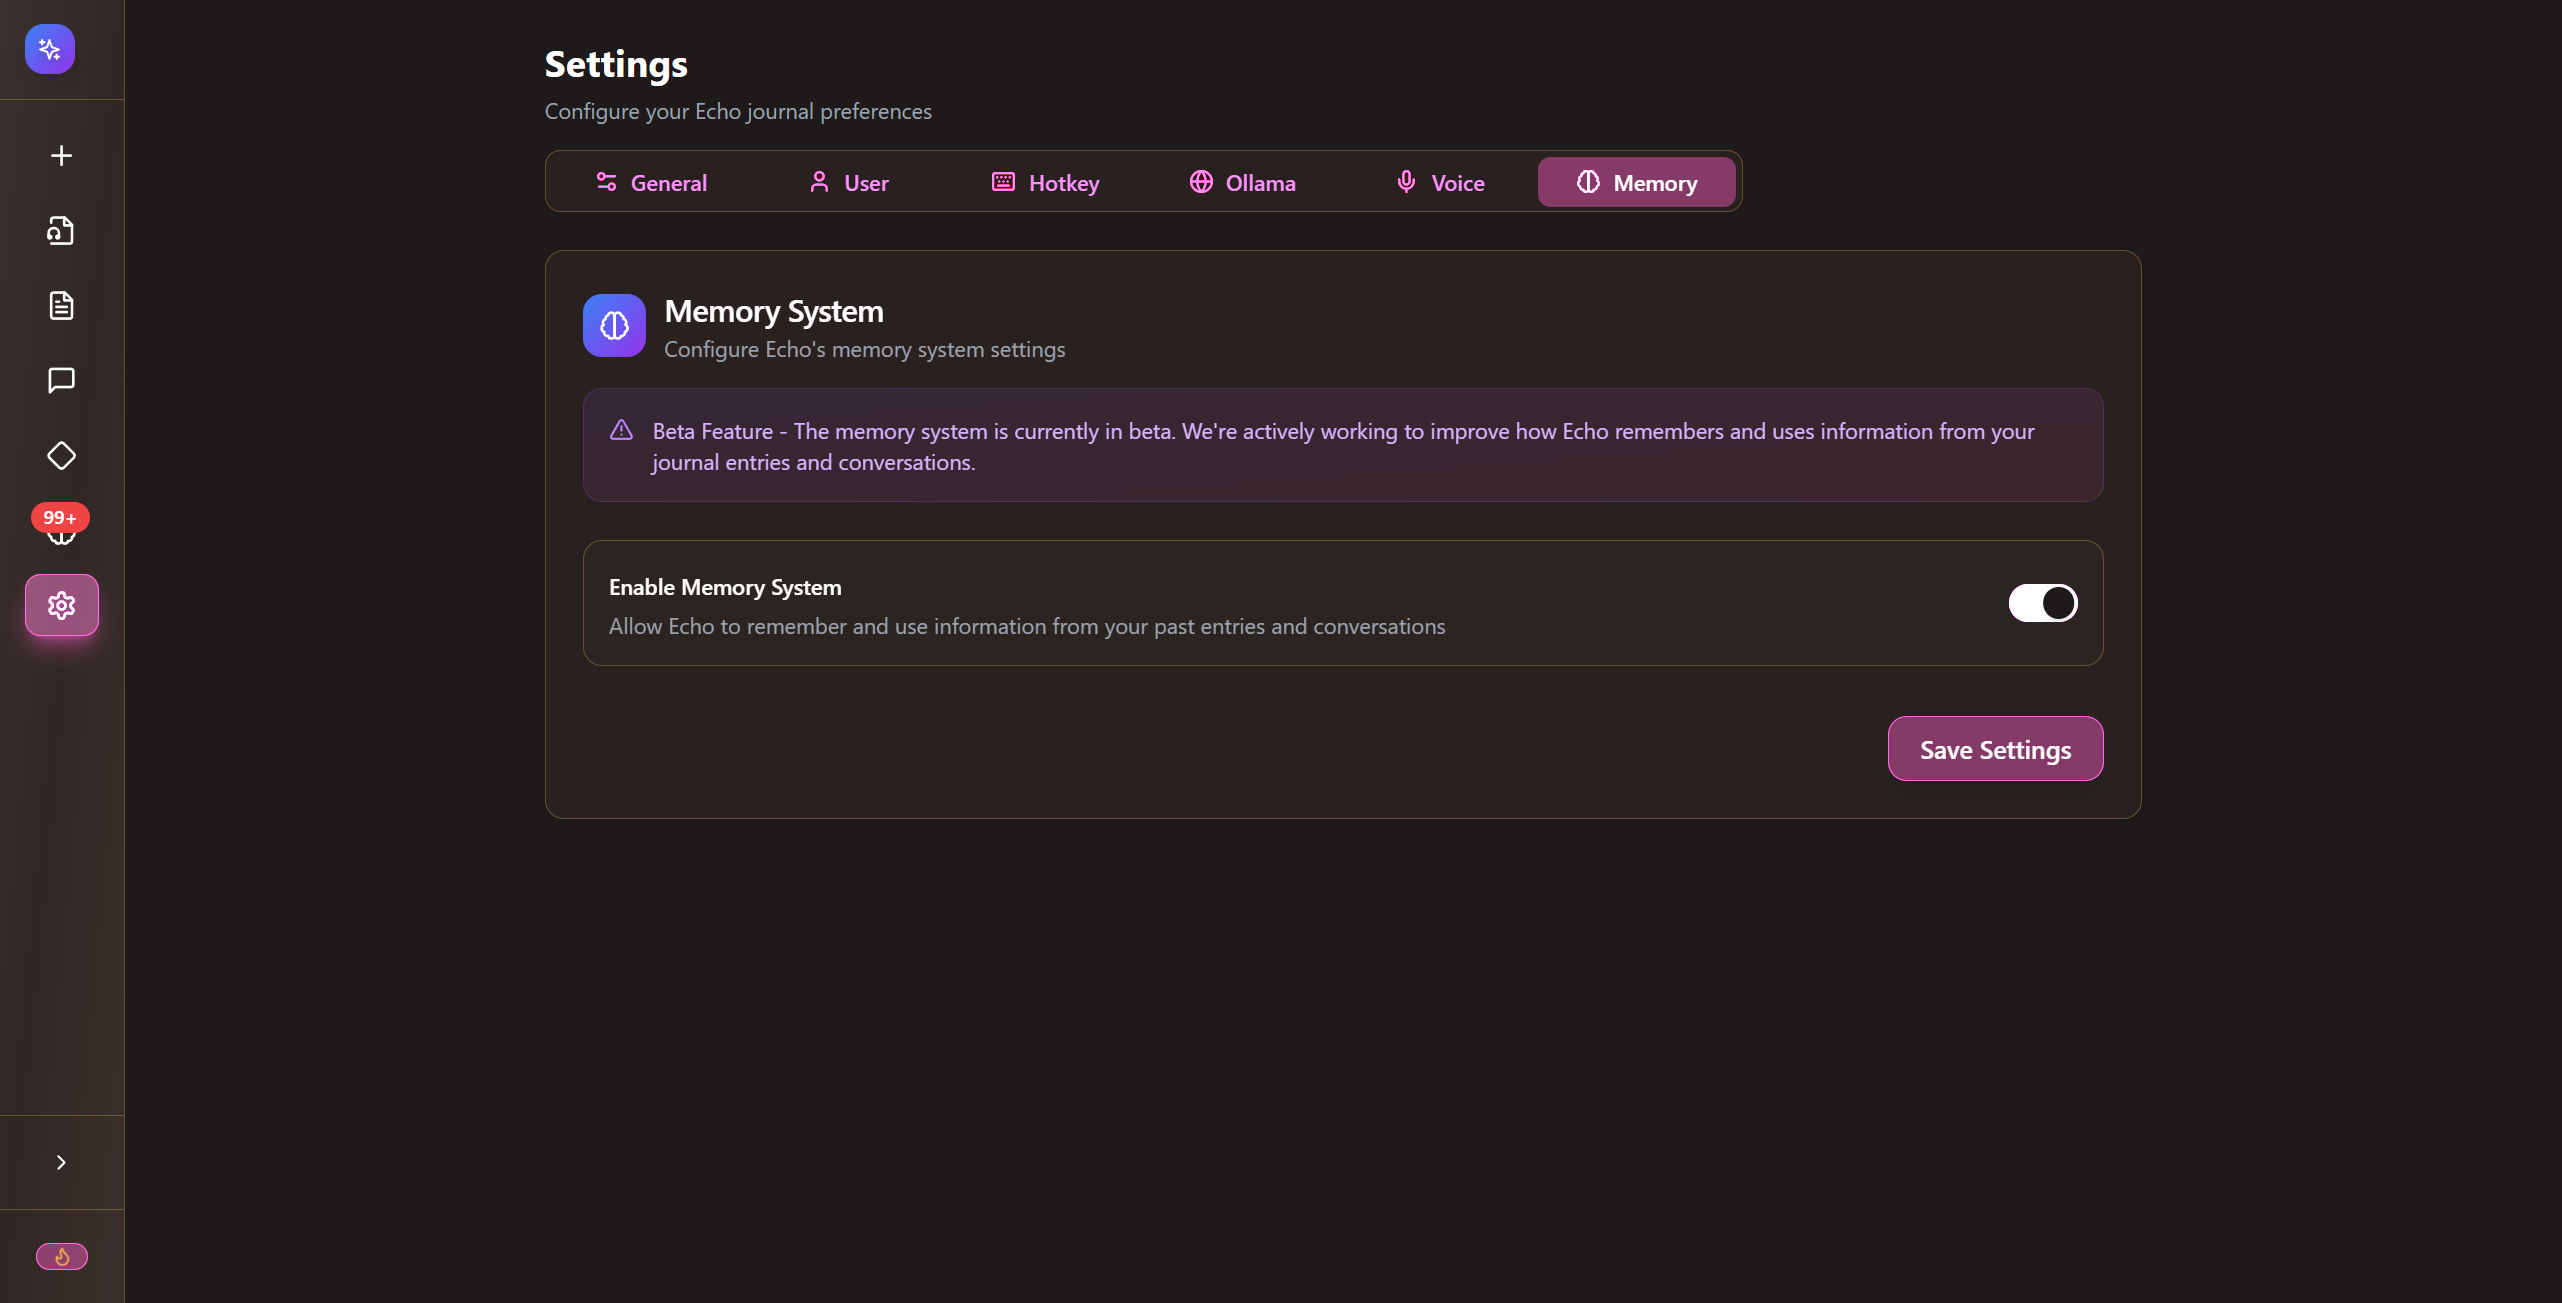 Settings
Configure your Echo journal preferences
General
User
Hotkey
Ollama
Voice
Memory
Memory System
Configure Echo's memory system settings
Beta Feature - The memory system is currently in beta. We're actively working to improve how Echo remembers and uses information from your
journal entries and conversations.
99+
Enable Memory System
Allow Echo to remember and use information from your past entries and conversations
Save Settings